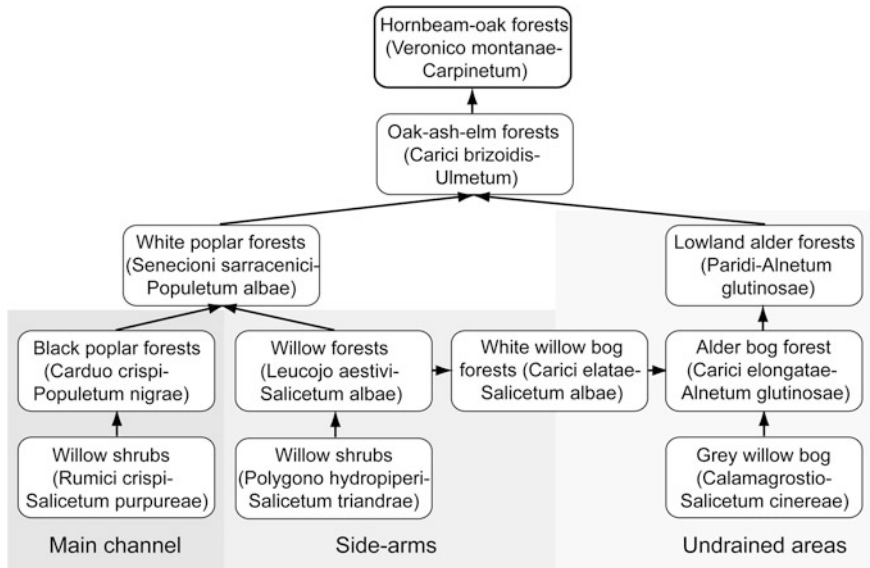 Hornbeam-oak forests
(Veronico montanae-
Carpinetum)
Oak-ash-elm forests
(Carici brizoidis-
Ulmetum)
White poplar forests
(Senecioni sarracenici-
Populetum albae)
Lowland alder forests
(Paridi-Alnetum
glutinosae)
Black poplar forests
(Carduo crispi-
Populetum nigrae)
Willow forests
(Leucojo aestivi-
Salicetum albae)
White willow bog
forests (Carici elatae-
Salicetum albae)
Alder bog forest
(Carici elongatae-
Alnetum glutinosae)
Willow shrubs
(Rumici crispi-
Salicetum purpureae)
Willow shrubs
(Polygono hydropiperi-
Salicetum triandrae)
Grey willow bog
(Calamagrostio-
Salicetum cinereae)
Main channel
Side-arms
Undrained areas